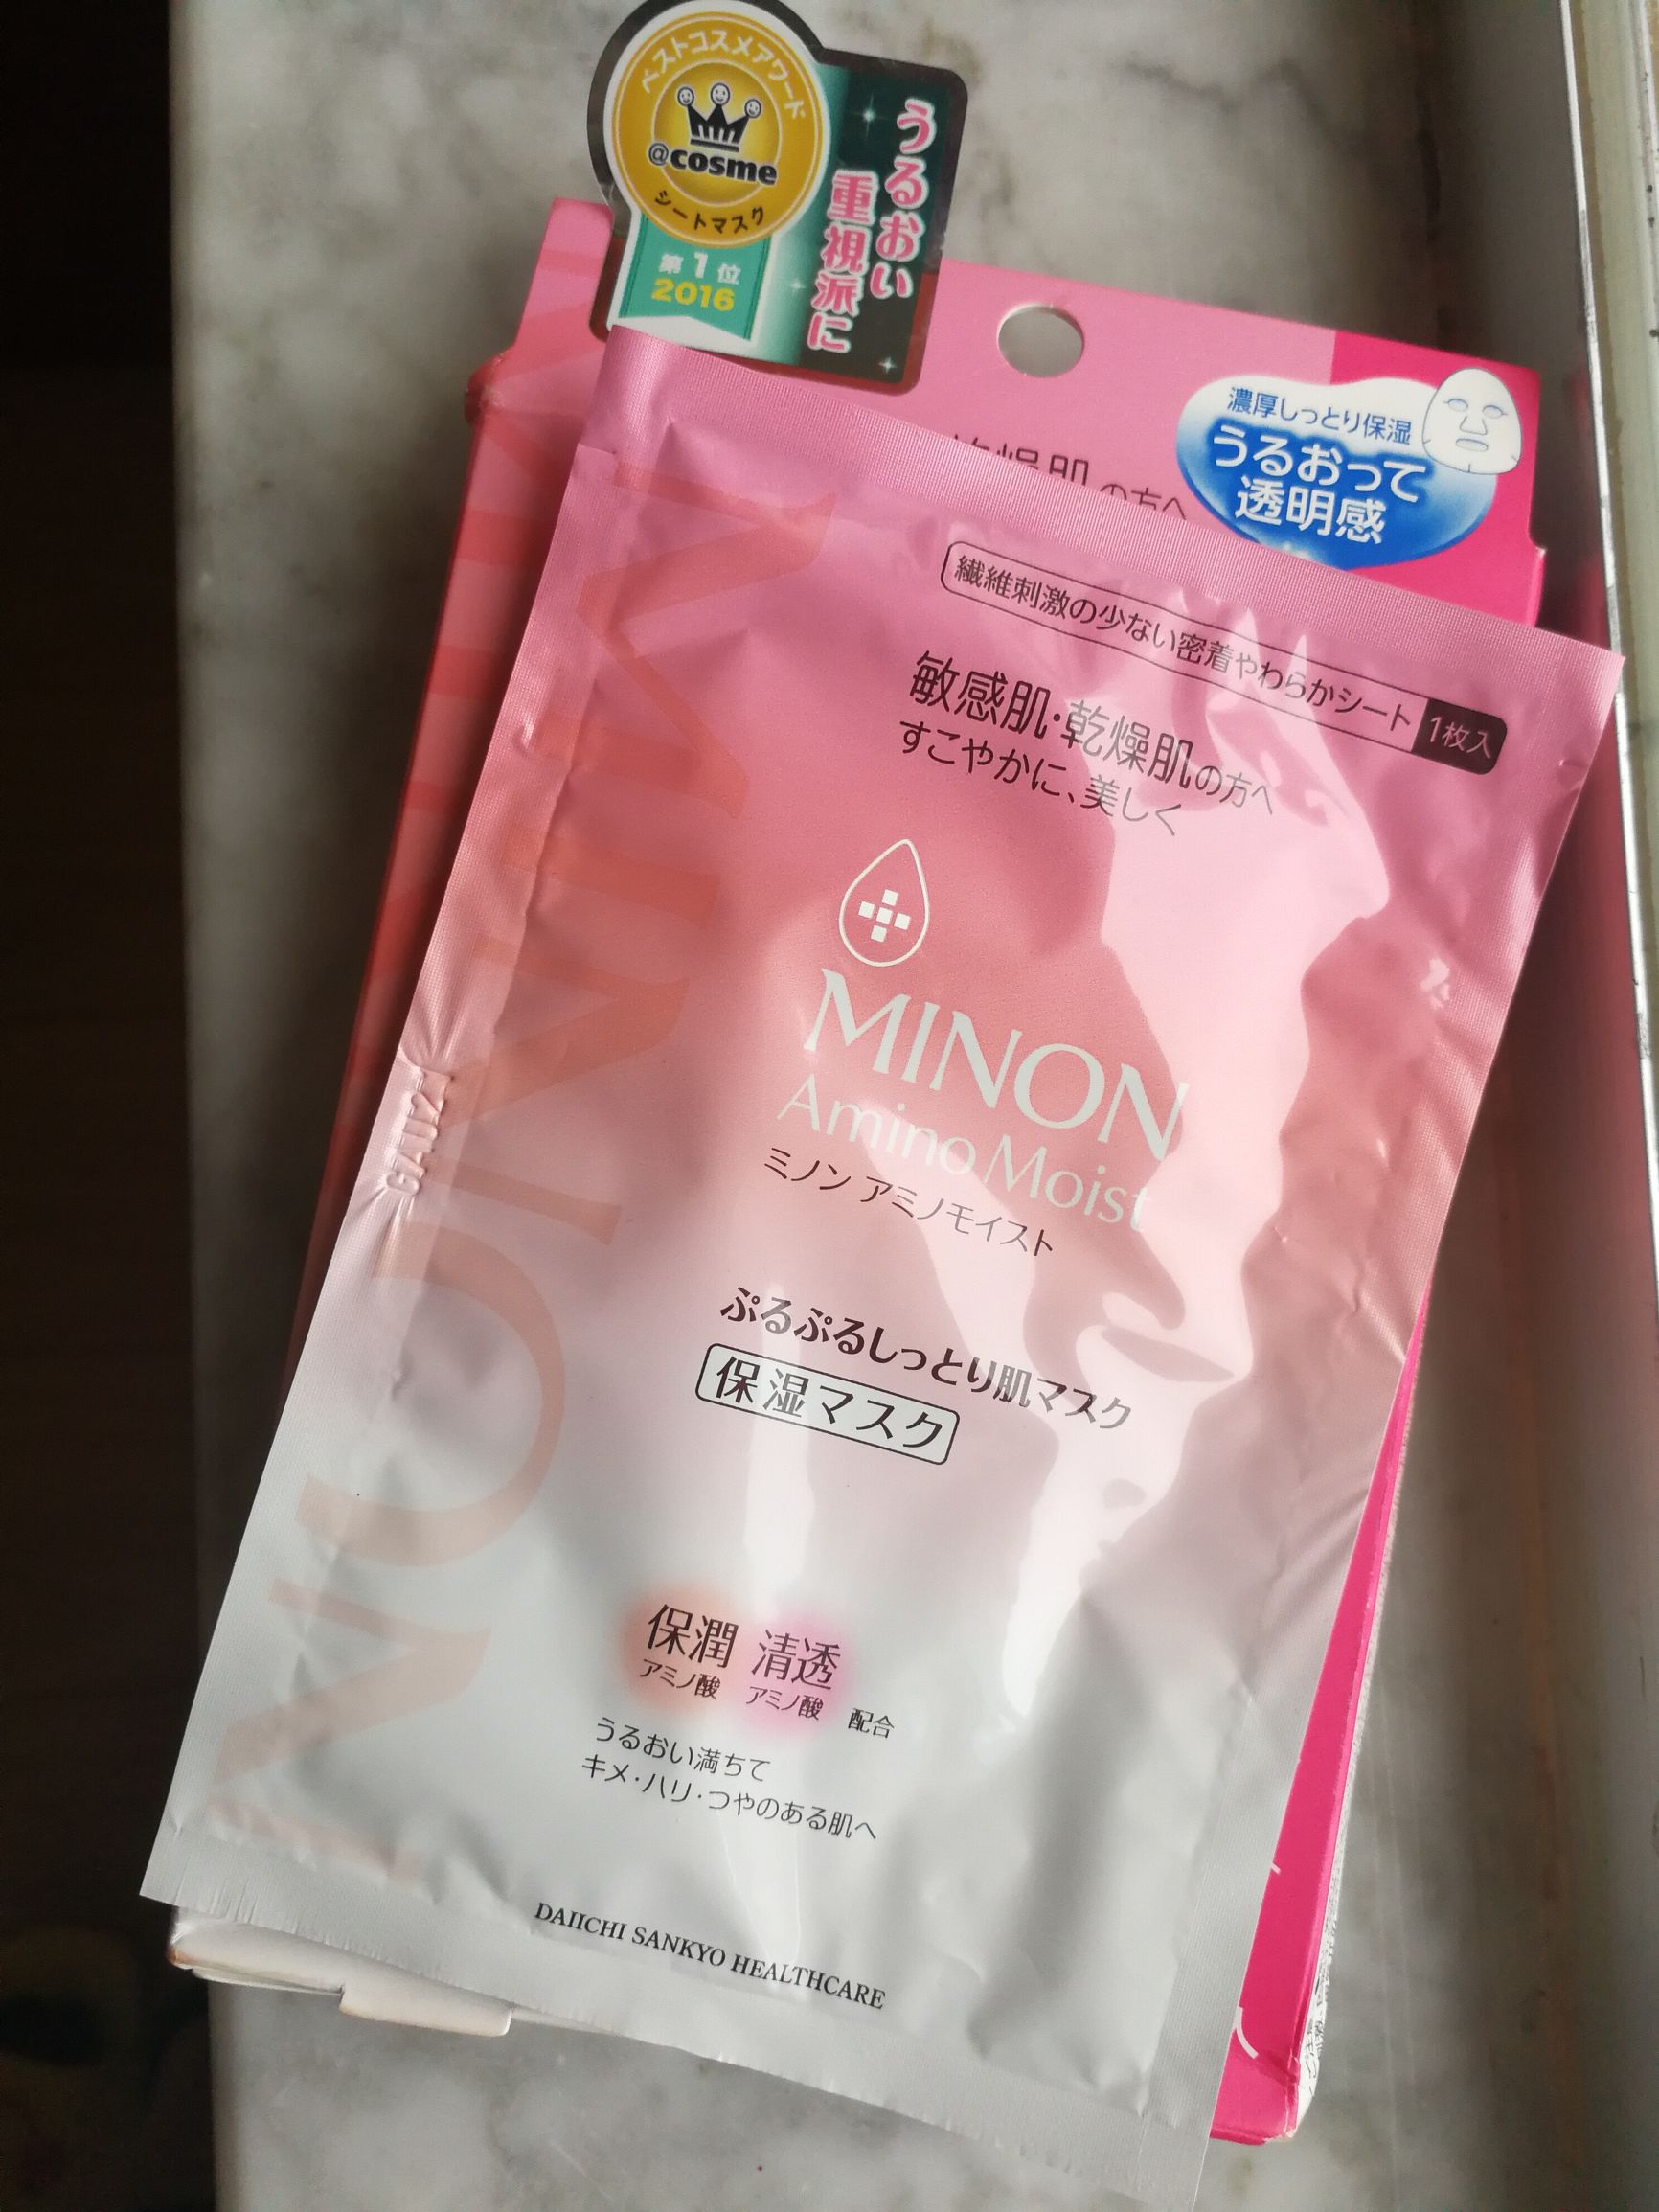 ベストコスメアワード
@cosme
シートマスク
第1位
2016
うるおい
重視派に
濃厚しっとり保湿
うるおって
透明感
乾燥肌の方へ
繊維刺激の少ない密着やわらかシート 1枚入
敏感肌・乾燥肌の方へ
すこやかに、美しく
MINON
MINON
Amino Moist
ミノン アミノモイスト
ぷるぷるしっとり肌マスク
保湿マスク
保潤 清透
アミノ酸 アミノ酸 配合
うるおい満ちて
キメ・ハリ・つやのある肌へ
DAIICHI SANKYO HEALTHCARE